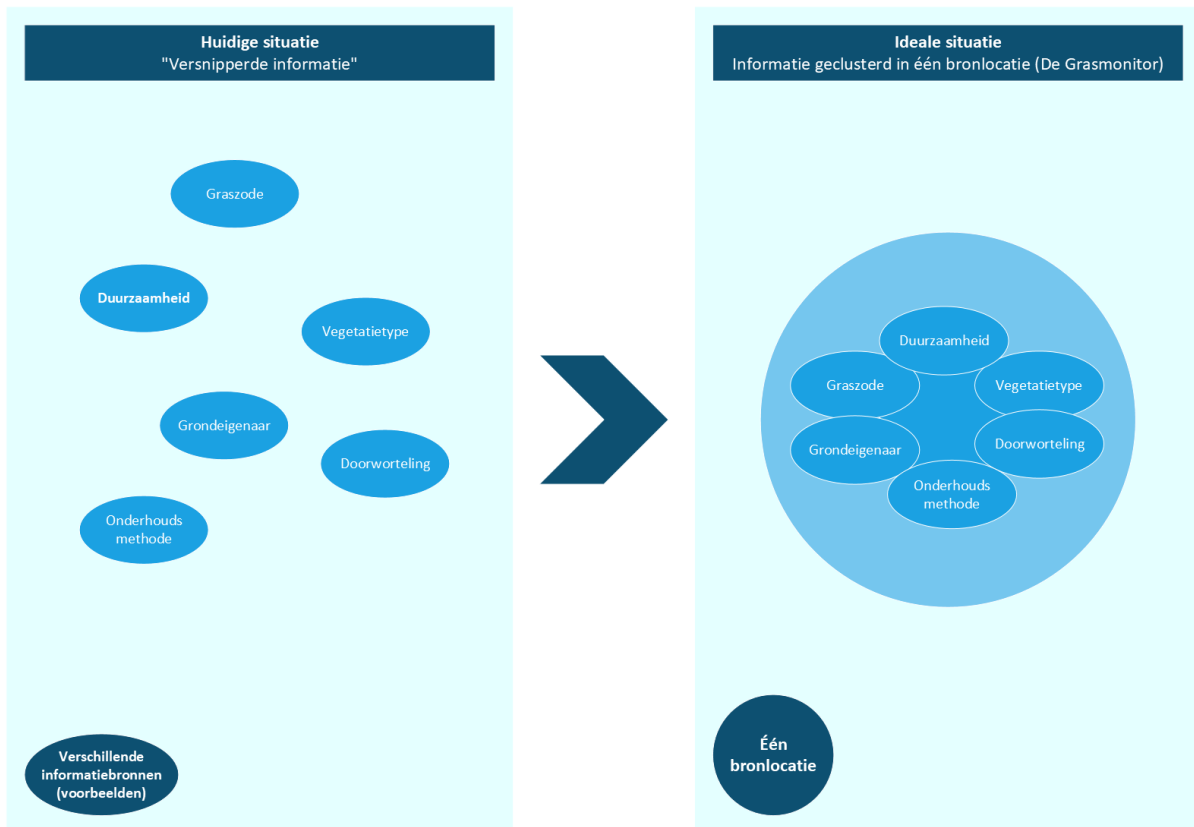 Huidige situatie
"Versnipperde informatie"
Graszode
Duurzaamheid
Vegetatietype
Grondeigenaar
Doorworteling
Onderhouds
methode
Verschillende
informatiebronnen
(voorbeelden)
Ideale situatie
Informatie geclusterd in één bronlocatie (De Grasmonitor)
Duurzaamheid
Graszode
Vegetatietype
Grondeigenaar
Doorworteling
Onderhouds
methode
Één
bronlocatie